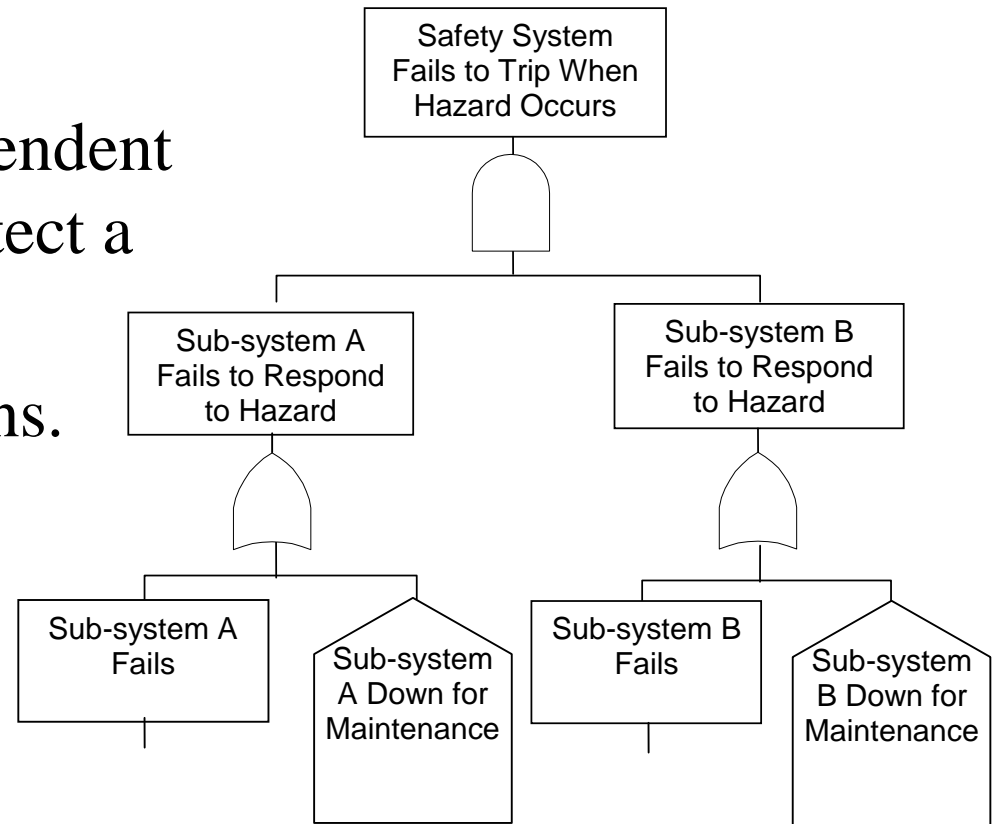 Safety System
Fails to Trip When
Hazard Occurs
a
ns.
Sub-system A
Fails to Respond
to Hazard
Sub-system B
Fails to Respond
to Hazard
Sub-system A
Fails
Sub-system
A Down for
Maintenance
Sub-system B
Fails
Sub-system
B Down for
Maintenance